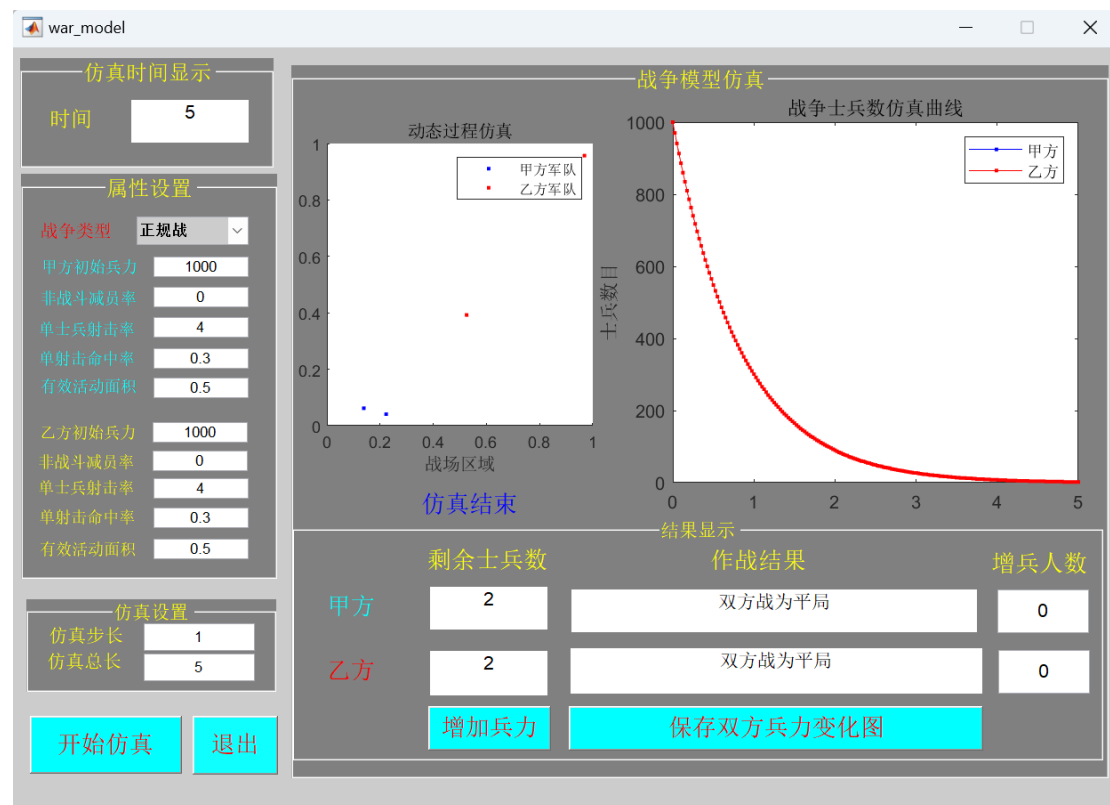 war_model
仿真时间显示
时间
5
属性设置
战争类型 正规战
甲方初始兵力 1000
非战斗减员率 0
单士兵射击率 4
单射击命中率 0.3
有效活动面积 0.5
乙方初始兵力 1000
非战斗减员率 0
单士兵射击率 4
单射击命中率 0.3
有效活动面积 0.5
仿真设置
仿真步长 1
仿真总长 5
开始仿真 退出
战争模型仿真
动态过程仿真
甲方军队
乙方军队
1
0.8
0.6
0.4
0.2
0
0 0.2 0.4 0.6 0.8 1
战场区域
仿真结束
战争士兵数仿真曲线
甲方
乙方
士兵数目
1000
800
600
400
200
0
0 1 2 3 4 5
结果显示
剩余士兵数 作战结果 增兵人数
甲方 2 双方战为平局 0
乙方 2 双方战为平局 0
增加兵力 保存双方兵力变化图